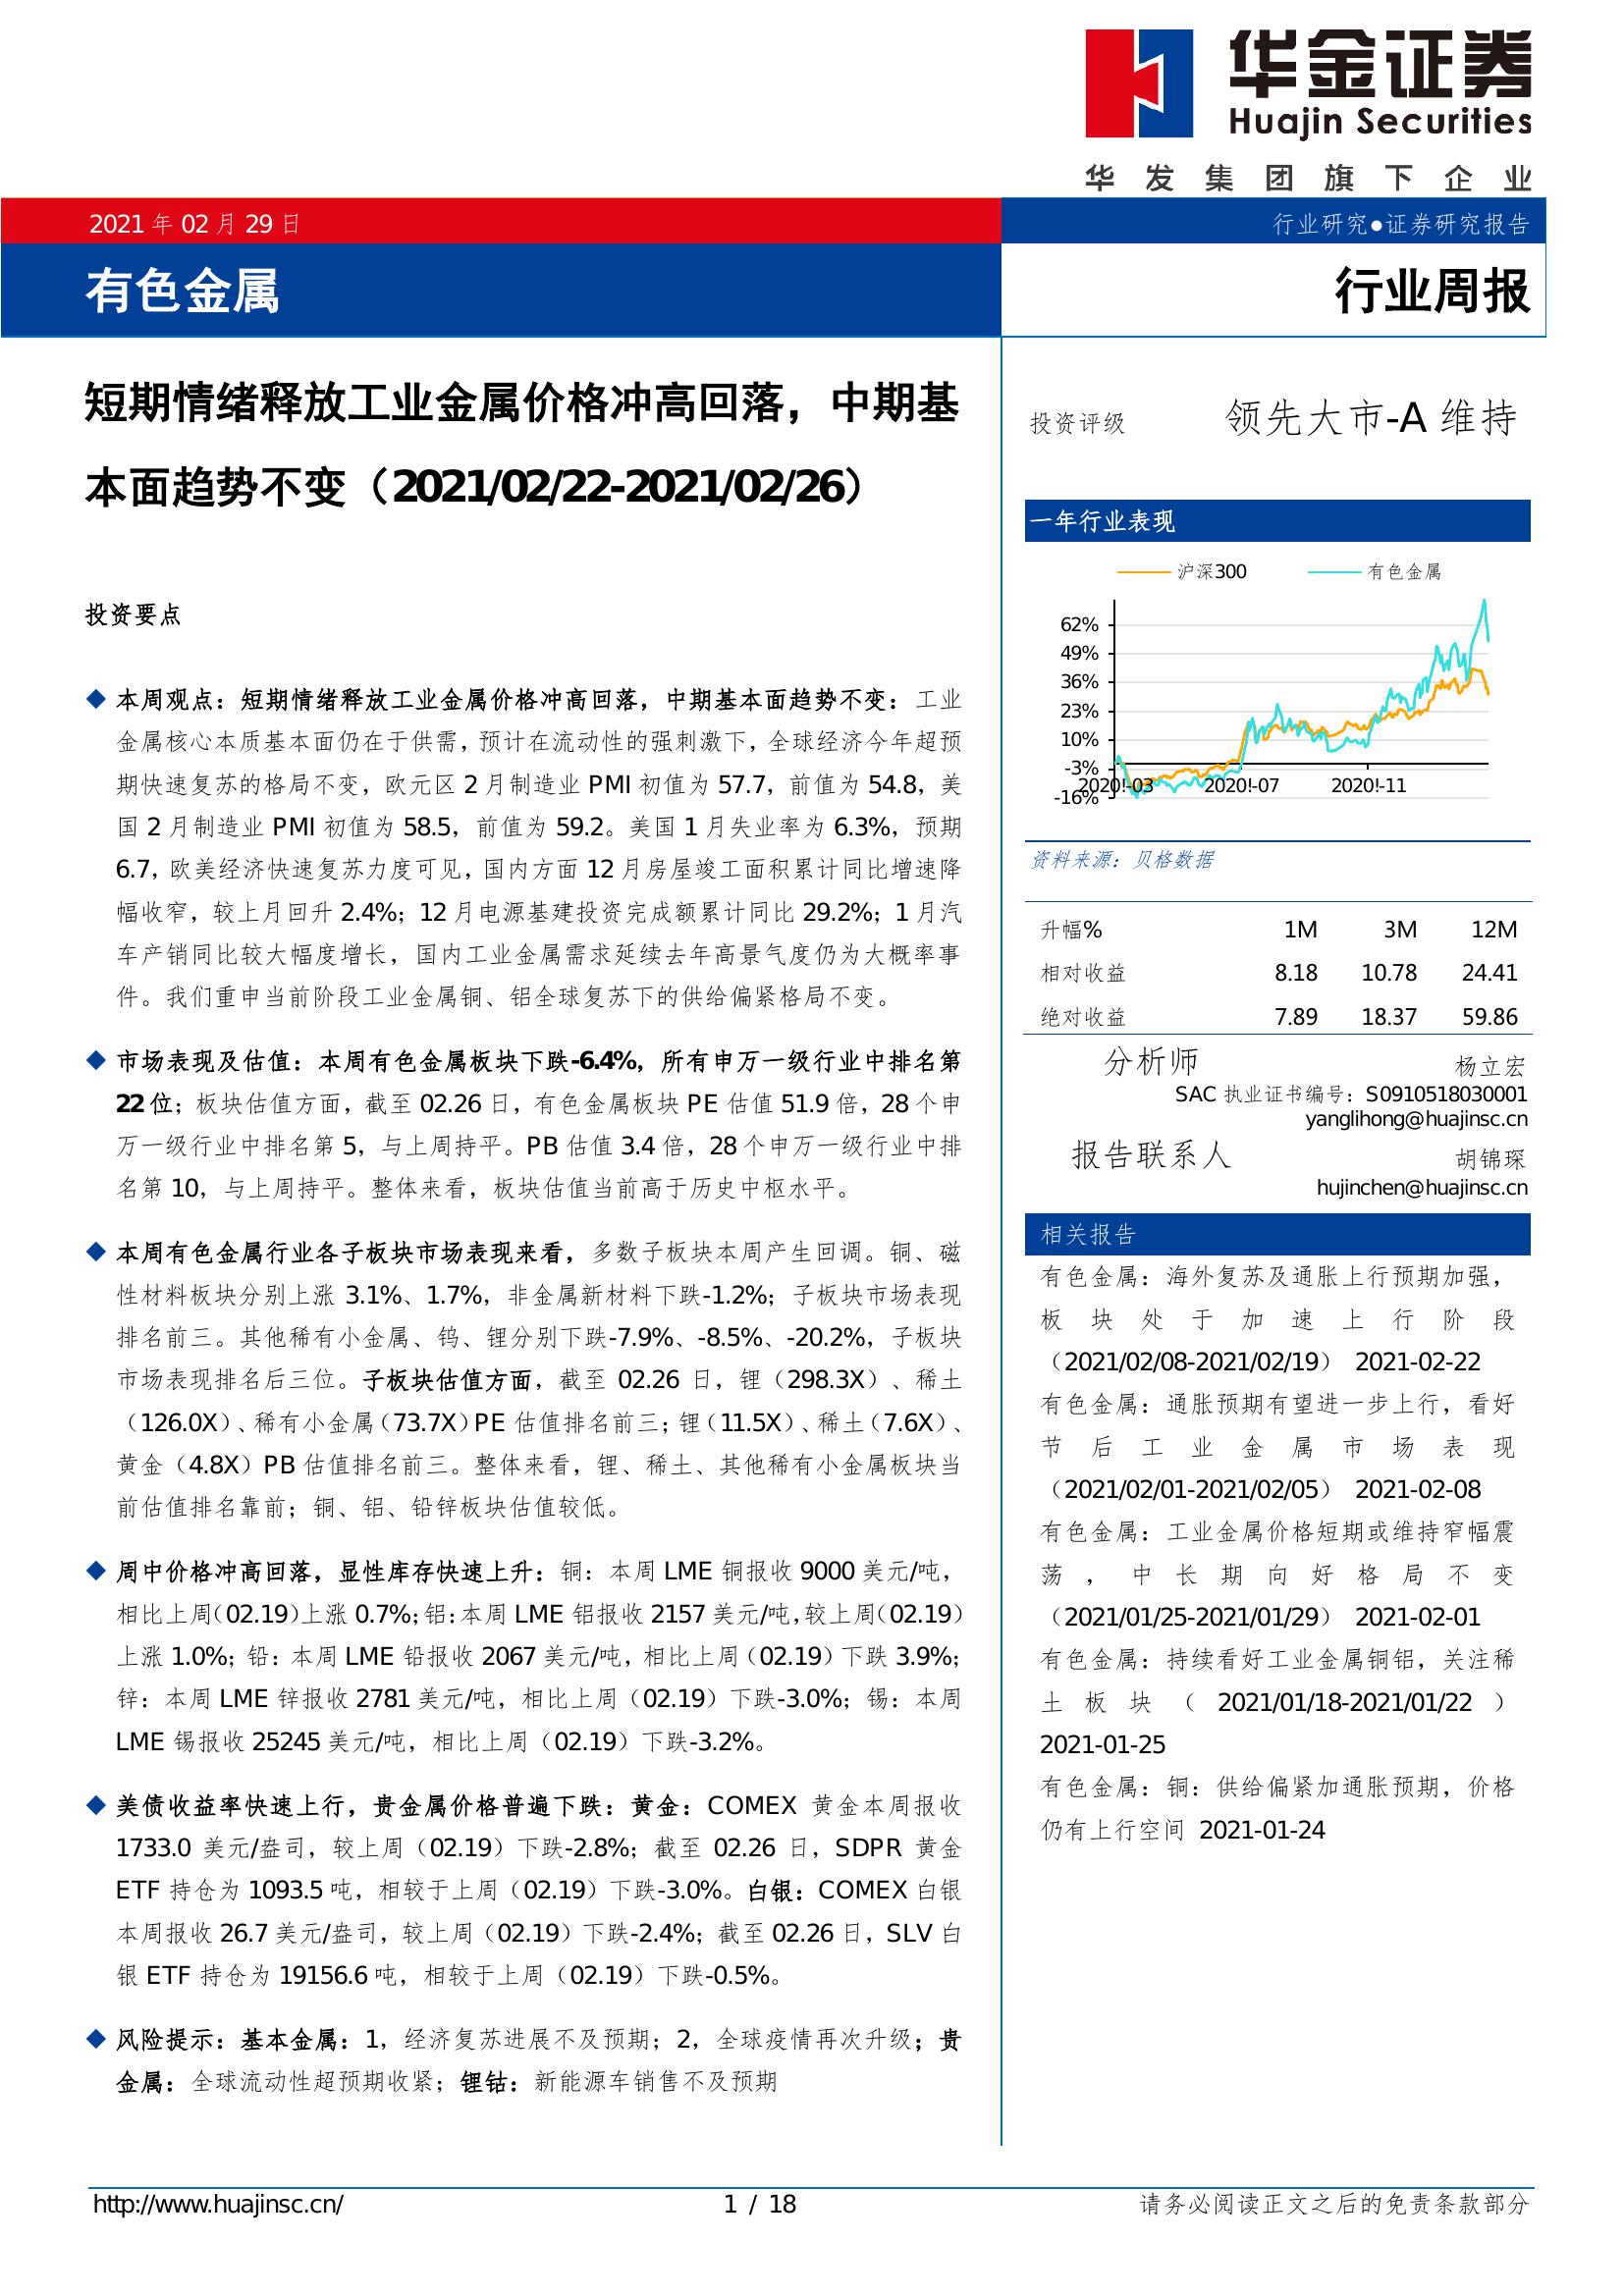 华金证券
Huajin Securities
华发集团旗下企业
2021 年 02 月 29 日
行业研究●证券研究报告
有色金属
行业周报
短期情绪释放工业金属价格冲高回落，中期基
本面趋势不变（2021/02/22-2021/02/26）
投资要点
◆ 本周观点：短期情绪释放工业金属价格冲高回落，中期基本面趋势不变：工业
金属核心本质基本面仍在于供需，预计在流动性的强刺激下，全球经济今年超预
期快速复苏的格局不变，欧元区 2 月制造业 PMI 初值为 57.7，前值为 54.8，美
国 2 月制造业 PMI 初值为 58.5，前值为 59.2。美国 1 月失业率为 6.3%，预期
6.7，欧美经济快速复苏力度可见，国内方面 12 月房屋竣工面积累计同比增速降
幅收窄，较上月回升 2.4%；12 月电源基建投资完成额累计同比 29.2%；1 月汽
车产销同比较大幅度增长，国内工业金属需求延续去年高景气度仍为大概率事
件。我们重申当前阶段工业金属铜、铝全球复苏下的供给偏紧格局不变。
◆ 市场表现及估值：本周有色金属板块下跌-6.4%，所有申万一级行业中排名第
22 位；板块估值方面，截至 02.26 日，有色金属板块 PE 估值 51.9 倍，28 个申
万一级行业中排名第 5，与上周持平。PB 估值 3.4 倍，28 个申万一级行业中排
名第 10，与上周持平。整体来看，板块估值当前高于历史中枢水平。
◆ 本周有色金属行业各子板块市场表现来看，多数子板块本周产生回调。铜、磁
性材料板块分别上涨 3.1%、1.7%，非金属新材料下跌-1.2%；子板块市场表现
排名前三。其他稀有小金属、钨、锂分别下跌-7.9%、-8.5%、-20.2%，子板块
市场表现排名后三位。子板块估值方面，截至 02.26 日，锂（298.3X）、稀土
（126.0X）、稀有小金属（73.7X）PE 估值排名前三；锂（11.5X）、稀土（7.6X）、
黄金（4.8X）PB 估值排名前三。整体来看，锂、稀土、其他稀有小金属板块当
前估值排名靠前；铜、铝、铅锌板块估值较低。
◆ 周中价格冲高回落，显性库存快速上升：铜：本周 LME 铜报收 9000 美元/吨，
相比上周（02.19）上涨 0.7%；铝：本周 LME 铝报收 2157 美元/吨，较上周（02.19）
上涨 1.0%；铅：本周 LME 铅报收 2067 美元/吨，相比上周（02.19）下跌 3.9%；
锌：本周 LME 锌报收 2781 美元/吨，相比上周（02.19）下跌-3.0%；锡：本周
LME 锡报收 25245 美元/吨，相比上周（02.19）下跌-3.2%。
◆ 美债收益率快速上行，贵金属价格普遍下跌：黄金：COMEX 黄金本周报收
1733.0 美元/盎司，较上周（02.19）下跌-2.8%；截至 02.26 日，SDPR 黄金
ETF 持仓为 1093.5 吨，相较于上周（02.19）下跌-3.0%。白银：COMEX 白银
本周报收 26.7 美元/盎司，较上周（02.19）下跌-2.4%；截至 02.26 日，SLV 白
银 ETF 持仓为 19156.6 吨，相较于上周（02.19）下跌-0.5%。
◆ 风险提示：基本金属：1，经济复苏进展不及预期；2，全球疫情再次升级；贵
金属：全球流动性超预期收紧；锂钴：新能源车销售不及预期
投资评级 领先大市-A 维持
一年行业表现
沪深300 有色金属
62%
49%
36%
23%
10%
-3%
-16%
2020!-03 2020!-07 2020!-11
资料来源：贝格数据
升幅% 1M 3M 12M
相对收益 8.18 10.78 24.41
绝对收益 7.89 18.37 59.86
分析师 杨立宏
SAC 执业证书编号：S0910518030001
yanglihong@huajinsc.cn
报告联系人 胡锦琛
hujinchen@huajinsc.cn
相关报告
有色金属：海外复苏及通胀上行预期加强，
板块处于加速上行阶段
（2021/02/08-2021/02/19） 2021-02-22
有色金属：通胀预期有望进一步上行，看好
节后工业金属市场表现
（2021/02/01-2021/02/05） 2021-02-08
有色金属：工业金属价格短期或维持窄幅震
荡，中长期向好格局不变
（2021/01/25-2021/01/29） 2021-02-01
有色金属：持续看好工业金属铜铝，关注稀
土板块（2021/01/18-2021/01/22）
2021-01-25
有色金属：铜：供给偏紧加通胀预期，价格
仍有上行空间 2021-01-24
http://www.huajinsc.cn/
1 / 18
请务必阅读正文之后的免责条款部分